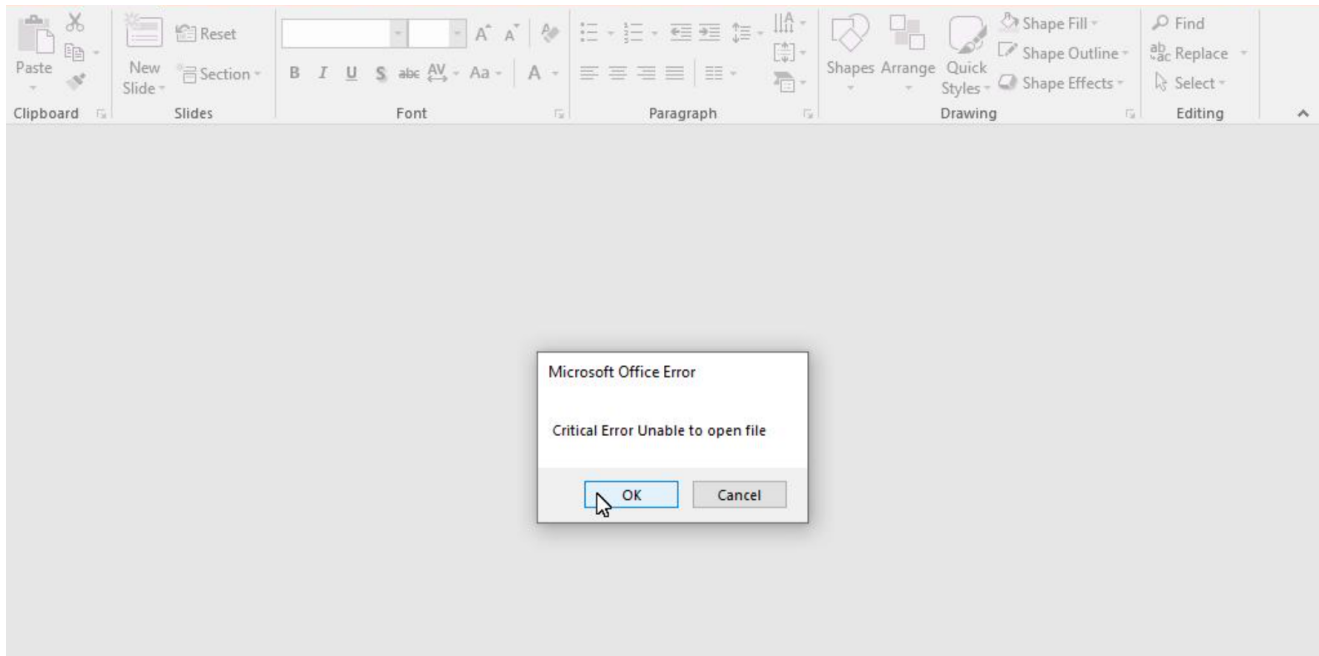 Paste
Clipboard
New
Slide
Reset
Section
Slides
A A
B I U S abc AV Aa A
Font
Paragraph
Shapes Arrange Quick
Styles
Shape Fill
Shape Outline
Shape Effects
Drawing
Find
Replace
Select
Editing
Microsoft Office Error
Critical Error Unable to open file
OK Cancel